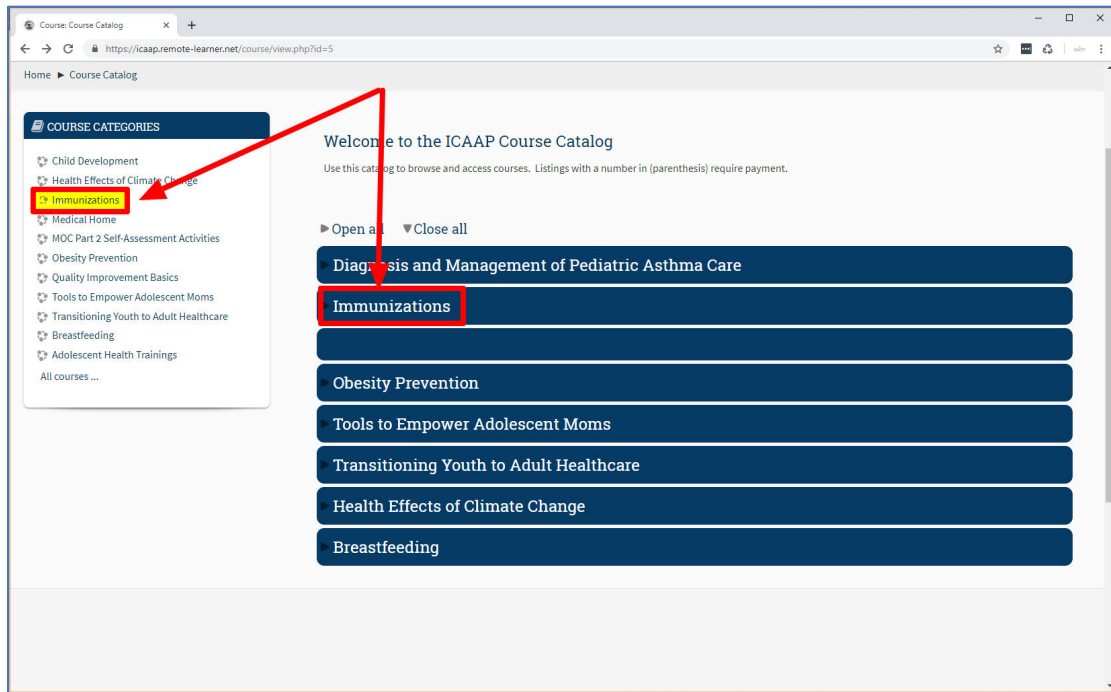 Course: Course Catalog
https://icaap.remote-learner.net/course/view.php?id=5
Home ► Course Catalog
COURSE CATEGORIES
Child Development
Health Effects of Climate Change
Immunizations
Medical Home
MOC Part 2 Self-Assessment Activities
Obesity Prevention
Quality Improvement Basics
Tools to Empower Adolescent Moms
Transitioning Youth to Adult Healthcare
Breastfeeding
Adolescent Health Trainings
All courses ...
Welcome to the ICAAP Course Catalog
Use this catalog to browse and access courses. Listings with a number in (parenthesis) require payment.
Open all Close all
Diagnosis and Management of Pediatric Asthma Care
Immunizations
Obesity Prevention
Tools to Empower Adolescent Moms
Transitioning Youth to Adult Healthcare
Health Effects of Climate Change
Breastfeeding